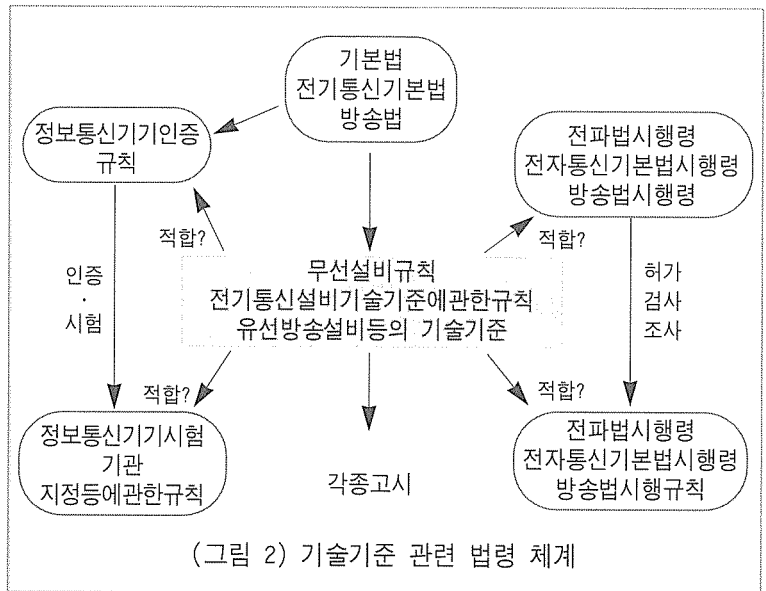 기본법
전기통신기본법
방송법
정보통신기기인증
규칙
전파법시행령
전자통신기본법시행령
방송법시행령
적합?
적합?
인증
·
시험
무선설비규칙
전기통신설비기술기준에관한규칙
유선방송설비등의 기술기준
허가
검사
조사
적합?
적합?
정보통신기기시험
기관
지정등에관한규칙
각종고시
전파법시행령
전자통신기본법시행령
방송법시행규칙
(그림 2) 기술기준 관련 법령 체계